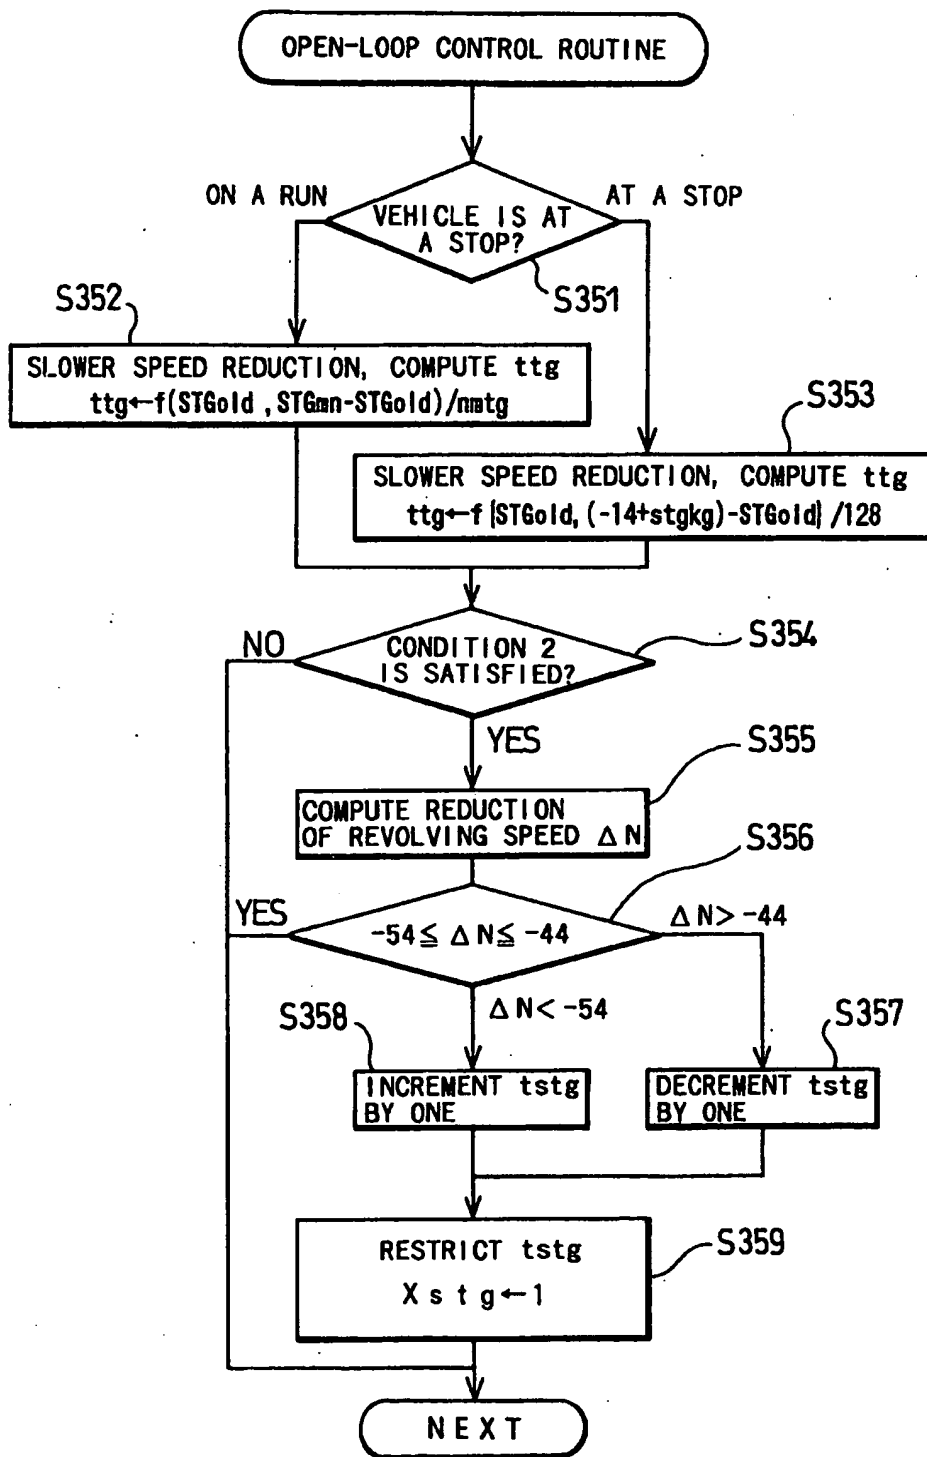 OPEN-LOOP CONTROL ROUTINE
ON A RUN
AT A STOP
VEHICLE IS AT
A STOP?
S351
S352
SLOWER SPEED REDUCTION, COMPUTE ttg
ttg←f(STGold,STGmn-STGold)/nmtg
S353
SLOWER SPEED REDUCTION, COMPUTE ttg
ttg←f|STGold,(-14+stgkg)-STGold|/128
NO
CONDITION 2
IS SATISFIED?
S354
YES
S355
COMPUTE REDUCTION
OF REVOLVING SPEED ΔN
S356
YES
-54≦ ΔN≦ -44
ΔN> -44
ΔN< -54
S358
S357
INCREMENT tstg
BY ONE
DECREMENT tstg
BY ONE
RESTRICT tstg
Xstg←1
S359
NEXT